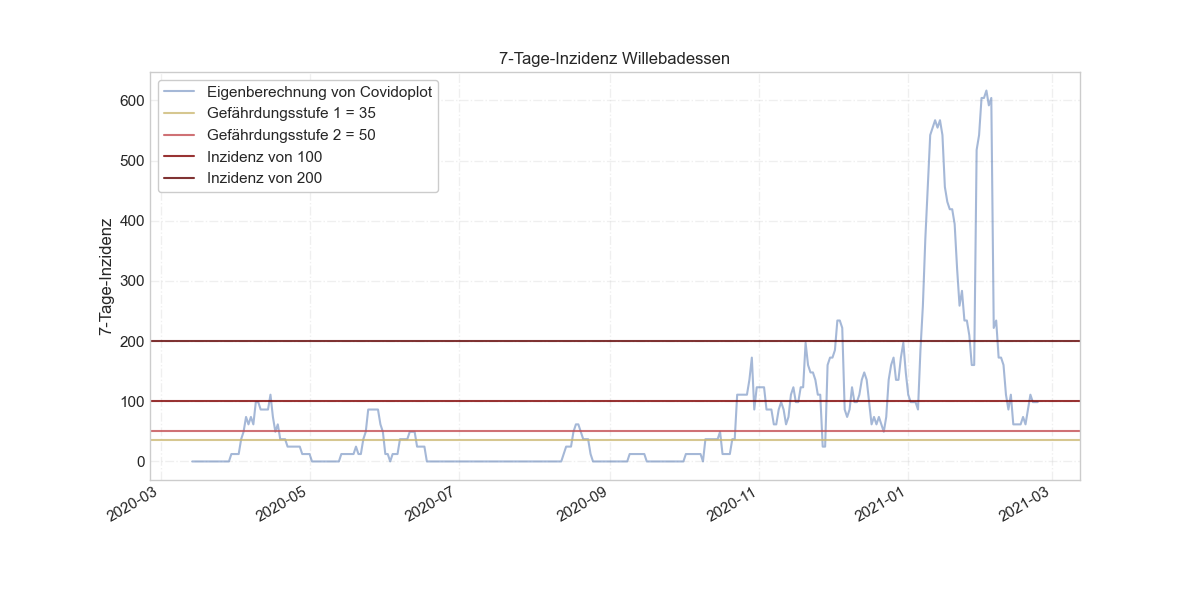 7-Tage-Inzidenz Willebadessen
Eigenberechnung von Covidoplot
Gefährdungsstufe 1 = 35
Gefährdungsstufe 2 = 50
Inzidenz von 100
Inzidenz von 200
7-Tage-Inzidenz
600
500
400
300
200
100
0
2020-03
2020-05
2020-07
2020-09
2020-11
2021-01
2021-03